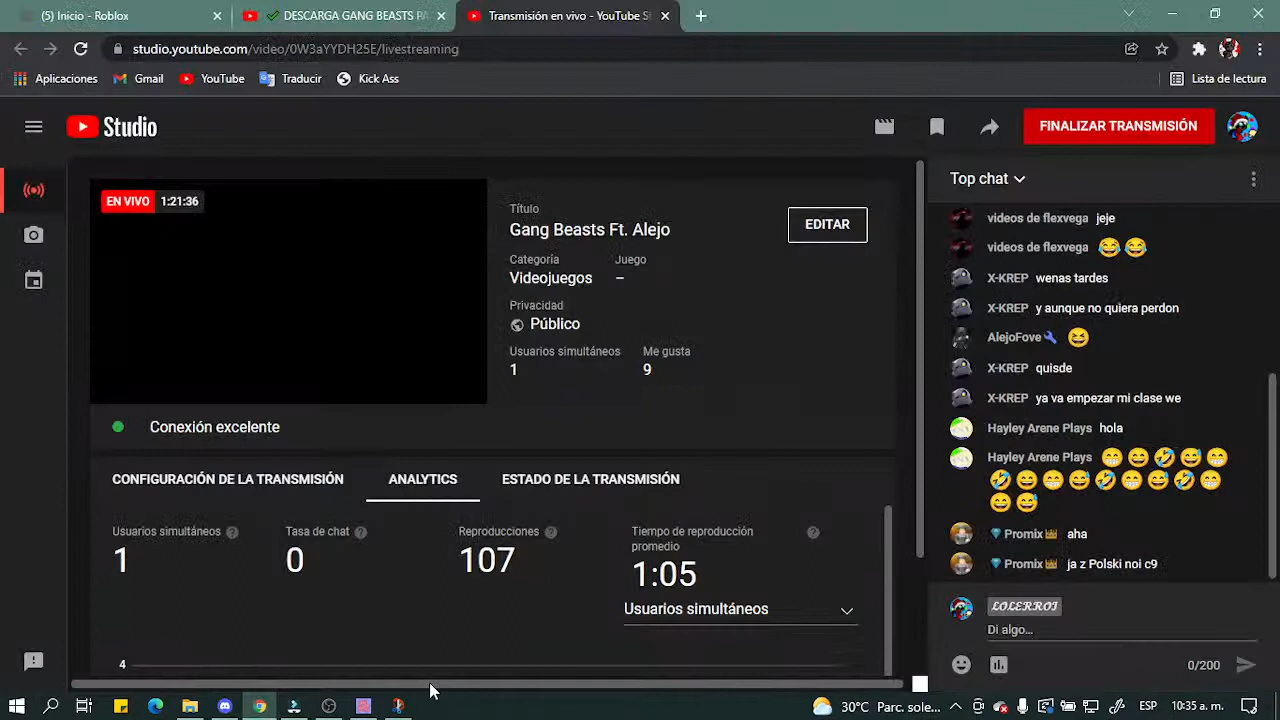 (5) Inicio - Roblox
DESCARGA GANG BEASTS PA
Transmisión en vivo - YouTube S
studio.youtube.com/video/0W3aYYDH25E/livestreaming
Aplicaciones
Gmail
YouTube
Traducir
Kick Ass
Lista de lectura
Studio
FINALIZAR TRANSMISIÓN
EN VIVO 1:21:36
Título
Gang Beasts Ft. Alejo
EDITAR
Categoría Juego
Videojuegos –
Privacidad
Público
Usuarios simultáneos Me gusta
1 9
Conexión excelente
CONFIGURACIÓN DE LA TRANSMISIÓN ANALYTICS ESTADO DE LA TRANSMISIÓN
Usuarios simultáneos
1
Tasa de chat
0
Reproducciones
107
Tiempo de reproducción
promedio
1:05
Usuarios simultáneos
4
Top chat
videos de flexvega jeje
videos de flexvega 😂😂
X-KREP wenas tardes
X-KREP y aunque no quiera perdon
AlejoFove 😆
X-KREP quisde
X-KREP ya va empezar mi clase we
Hayley Arene Plays hola
Hayley Arene Plays 😁😄🤣😅😁
🤣😄😁😅🤣😁😅🤣😁
😄😅
💎Promix👑 aha
💎Promix👑 ja z Polski noi c9
𝓛𝓞𝓛𝓔𝓡𝓡𝓞𝓘
Di algo...
0/200
30°C Parc. sole...
ESP
10:35 a. m.